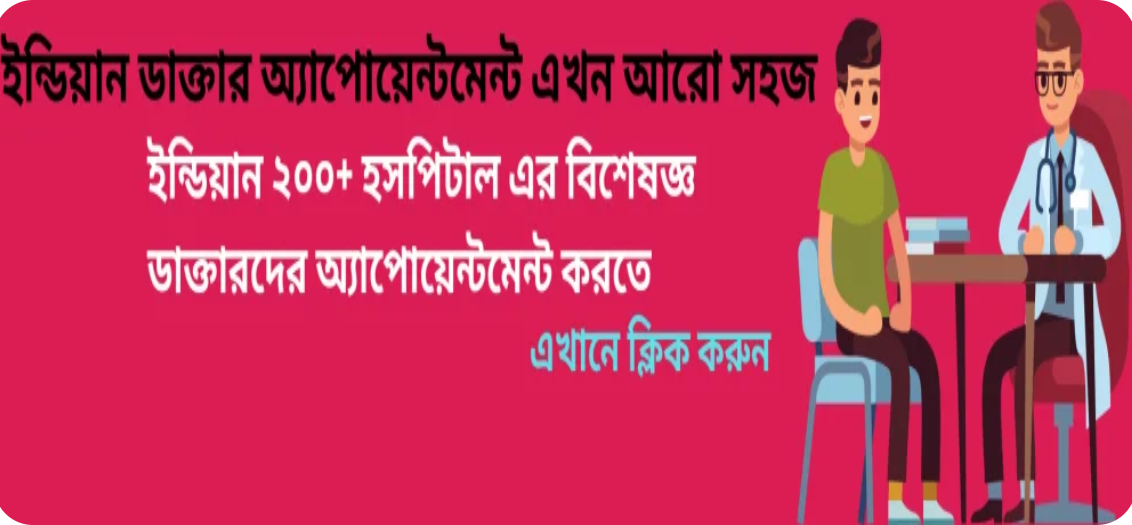 ইন্ডিয়ান ডাক্তার অ্যাপোয়েন্টমেন্ট এখন আরো সহজ
ইন্ডিয়ান ২০০+ হসপিটাল এর বিশেষজ্ঞ
ডাক্তারদের অ্যাপোয়েন্টমেন্ট করতে
এখানে ক্লিক করুন